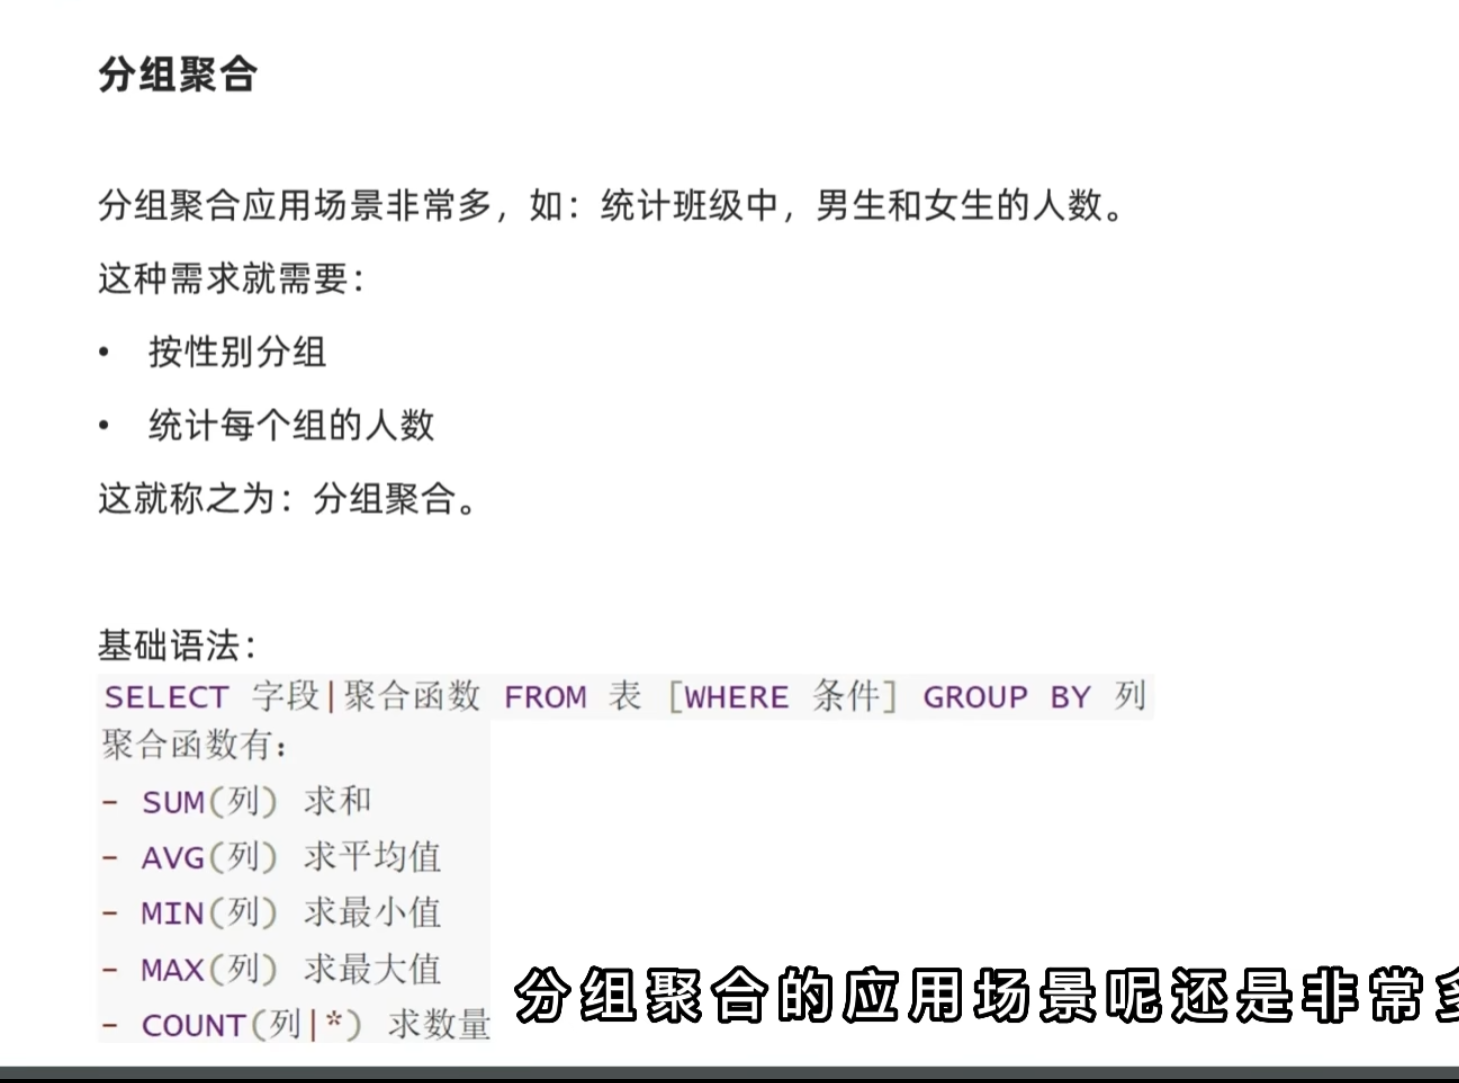 分组聚合
分组聚合应用场景非常多，如：统计班级中，男生和女生的人数。
这种需求就需要：
• 按性别分组
• 统计每个组的人数
这就称之为：分组聚合。
基础语法：
SELECT 字段|聚合函数 FROM 表 [WHERE 条件] GROUP BY 列
聚合函数有：
- SUM(列) 求和
- AVG(列) 求平均值
- MIN(列) 求最小值
- MAX(列) 求最大值
- COUNT(列|*) 求数量
分组聚合的应用场景呢还是非常多